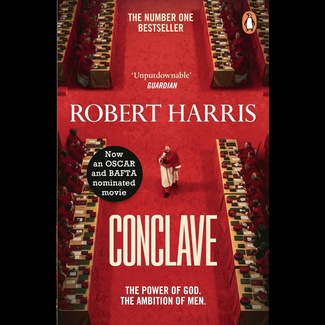 THE NUMBER ONE
BESTSELLER
'Unputdownable'
GUARDIAN
ROBERT HARRIS
Now
an OSCAR
and BAFTA
nominated
movie
CONCLAVE
THE POWER OF GOD.
THE AMBITION OF MEN.